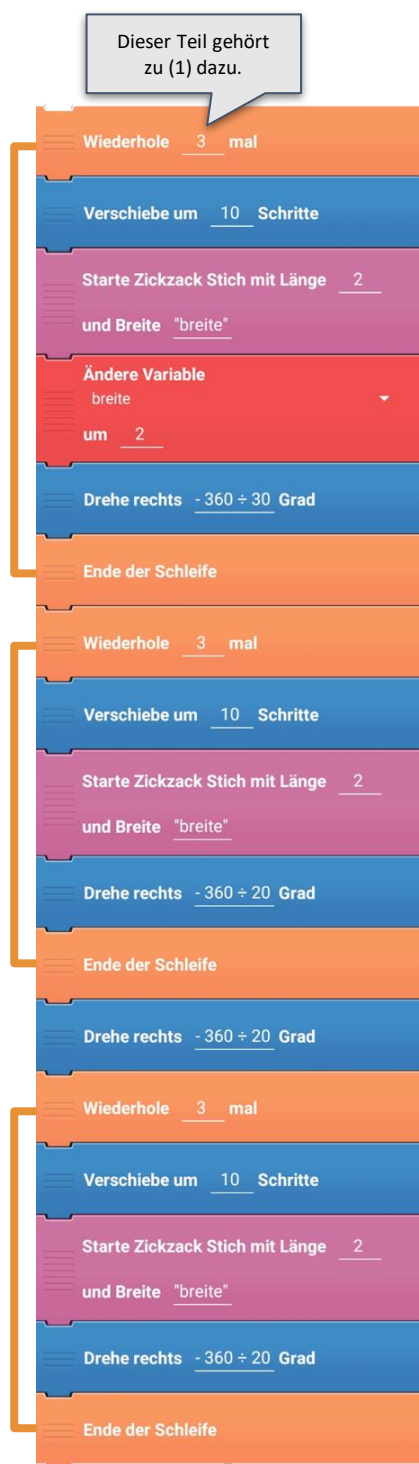 Dieser Teil gehört
zu (1) dazu.
Wiederhole 3 mal
Verschiebe um 10 Schritte
Starte Zickzack Stich mit Länge 2
und Breite "breite"
Ändere Variable
breite
um 2
Drehe rechts - 360 ÷ 30 Grad
Ende der Schleife
Wiederhole 3 mal
Verschiebe um 10 Schritte
Starte Zickzack Stich mit Länge 2
und Breite "breite"
Drehe rechts - 360 ÷ 20 Grad
Ende der Schleife
Drehe rechts - 360 ÷ 20 Grad
Wiederhole 3 mal
Verschiebe um 10 Schritte
Starte Zickzack Stich mit Länge 2
und Breite "breite"
Drehe rechts - 360 ÷ 20 Grad
Ende der Schleife